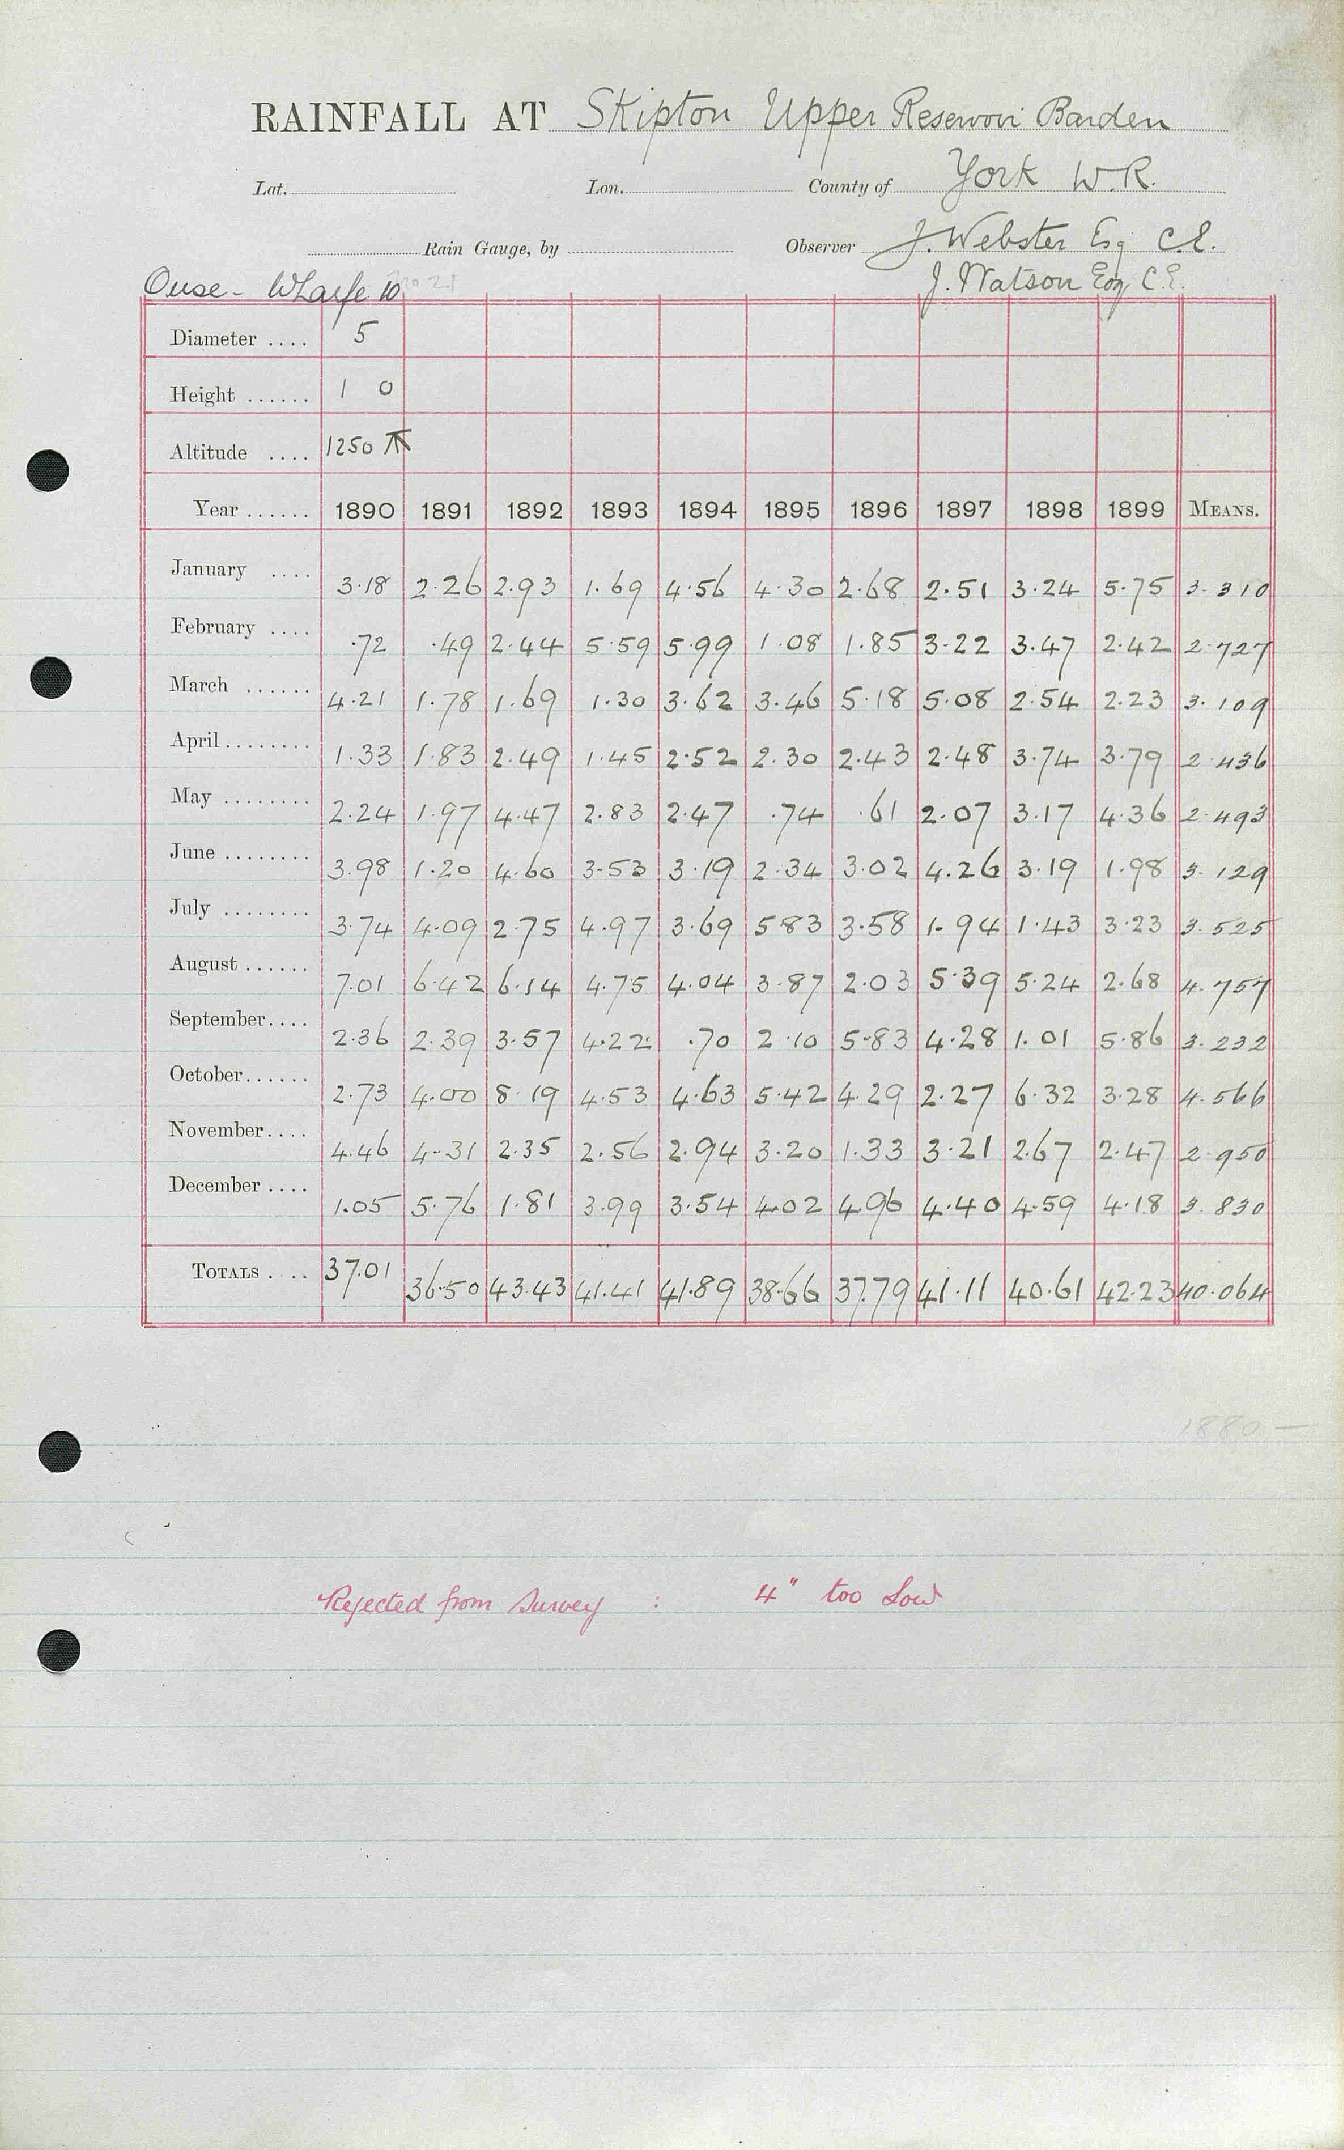 RAINFALL AT Skipton Upper Reservoir Barden
Lat. Lon. County of York W.R.
Rain Gauge, by Observer J. Webster Esq C.E.
Ouse - Wharfe 10 J. Watson Esq C.E.
Diameter .... 5
Height ...... 1 0
Altitude .... 1250
Year ...... 1890 1891 1892 1893 1894 1895 1896 1897 1898 1899 MEANS.
January .... 3.18 2.26 2.93 1.69 4.56 4.30 2.68 2.51 3.24 5.75 3.310
February .... .72 .49 2.44 5.59 5.99 1.08 1.85 3.22 3.47 2.42 2.727
March ...... 4.21 1.78 1.69 1.30 3.62 3.46 5.18 5.08 2.54 2.23 3.109
April ........ 1.33 1.83 2.49 1.45 2.52 2.30 2.43 2.48 3.74 3.79 2.436
May ........ 2.24 1.97 4.47 2.83 2.47 .74 .61 2.07 3.17 4.36 2.493
June ........ 3.98 1.20 4.60 3.53 3.19 2.34 3.02 4.26 3.19 1.98 3.129
July ........ 3.74 4.09 2.75 4.97 3.69 5.83 3.58 1.94 1.43 3.23 3.525
August ...... 7.01 6.42 6.14 4.75 4.04 3.87 2.03 5.39 5.24 2.68 4.757
September.... 2.36 2.39 3.57 4.22 .70 2.10 5.83 4.28 1.01 5.86 3.232
October...... 2.73 4.00 8.19 4.53 4.63 5.42 4.29 2.27 6.32 3.28 4.566
November.... 4.46 4.31 2.35 2.56 2.94 3.20 1.33 3.21 2.67 2.47 2.950
December .... 1.05 5.76 1.81 3.99 3.54 4.02 4.96 4.40 4.59 4.18 3.830
TOTALS .... 37.01 36.50 43.43 41.41 41.89 38.66 37.79 41.11 40.61 42.23 40.064
1880 —
Rejected from Survey : 4" too Low